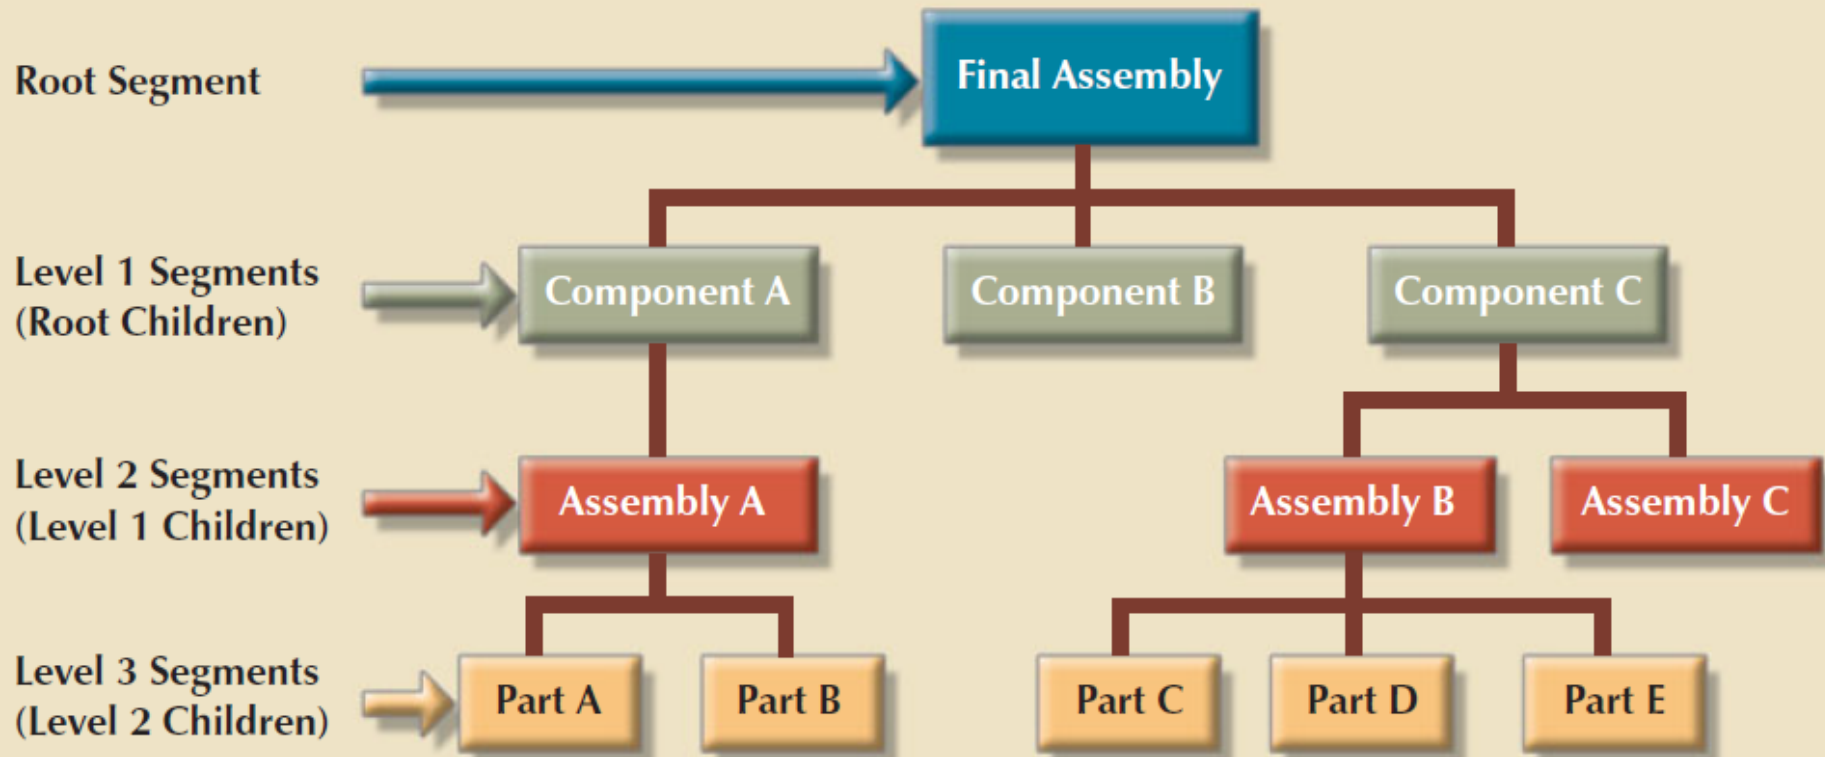 Root Segment
Final Assembly
Level 1 Segments
(Root Children)
Component A
Component B
Component C
Level 2 Segments
(Level 1 Children)
Assembly A
Assembly B
Assembly C
Level 3 Segments
(Level 2 Children)
Part A
Part B
Part C
Part D
Part E